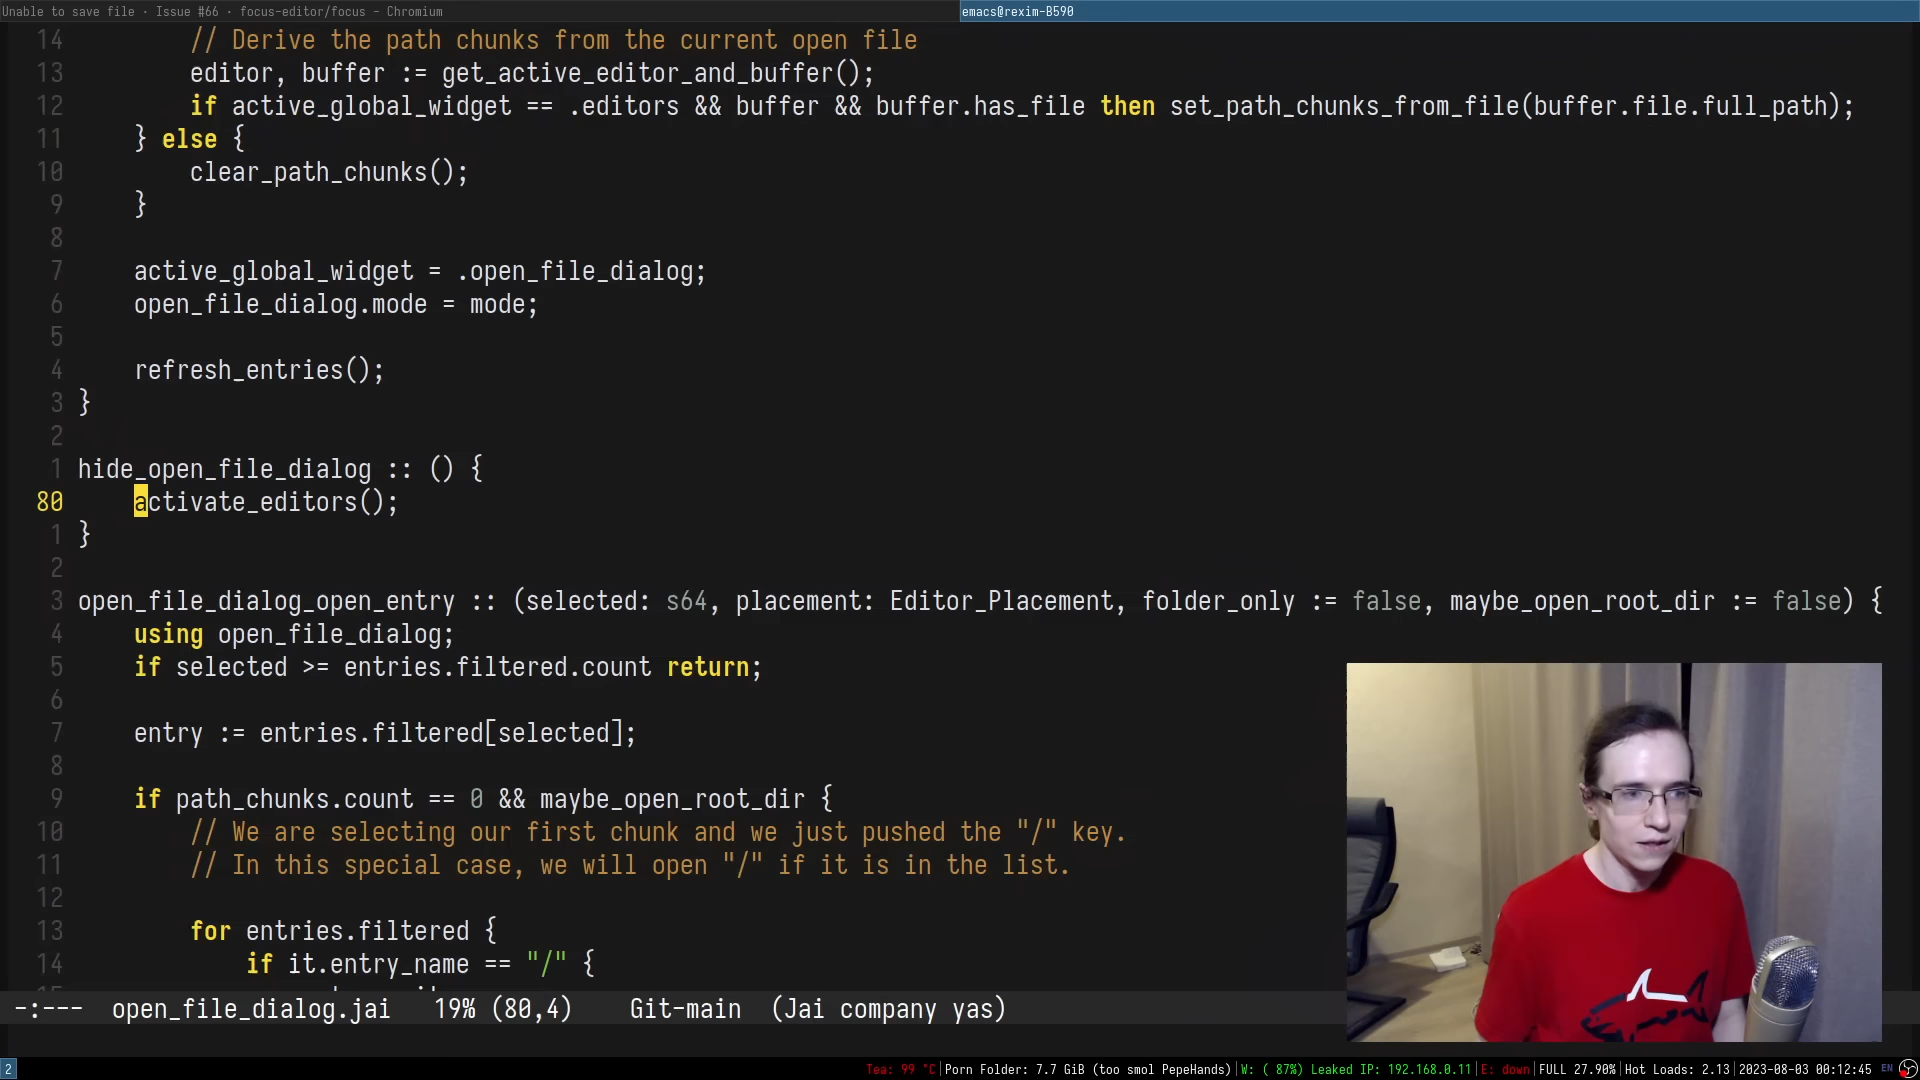 Unable to save file · Issue #66 · focus-editor/focus - Chromium
emacs@rexim-B590
14 // Derive the path chunks from the current open file
13 editor, buffer := get_active_editor_and_buffer();
12 if active_global_widget == .editors && buffer && buffer.has_file then set_path_chunks_from_file(buffer.file.full_path);
11 } else {
10 clear_path_chunks();
9 }
8
7 active_global_widget = .open_file_dialog;
6 open_file_dialog.mode = mode;
5
4 refresh_entries();
3 }
2
1 hide_open_file_dialog :: () {
80 activate_editors();
1 }
2
3 open_file_dialog_open_entry :: (selected: s64, placement: Editor_Placement, folder_only := false, maybe_open_root_dir := false) {
4 using open_file_dialog;
5 if selected >= entries.filtered.count return;
6
7 entry := entries.filtered[selected];
8
9 if path_chunks.count == 0 && maybe_open_root_dir {
10 // We are selecting our first chunk and we just pushed the "/" key.
11 // In this special case, we will open "/" if it is in the list.
12
13 for entries.filtered {
14 if it.entry_name == "/" {
-:--- open_file_dialog.jai 19% (80,4) Git-main (Jai company yas)
2 Tea: 99 °C|Porn Folder: 7.7 GiB (too smol PepeHands)|W: ( 87%) Leaked IP: 192.168.0.11|E: down|FULL 27.90%|Hot Loads: 2.13|2023-08-03 00:12:45 EN